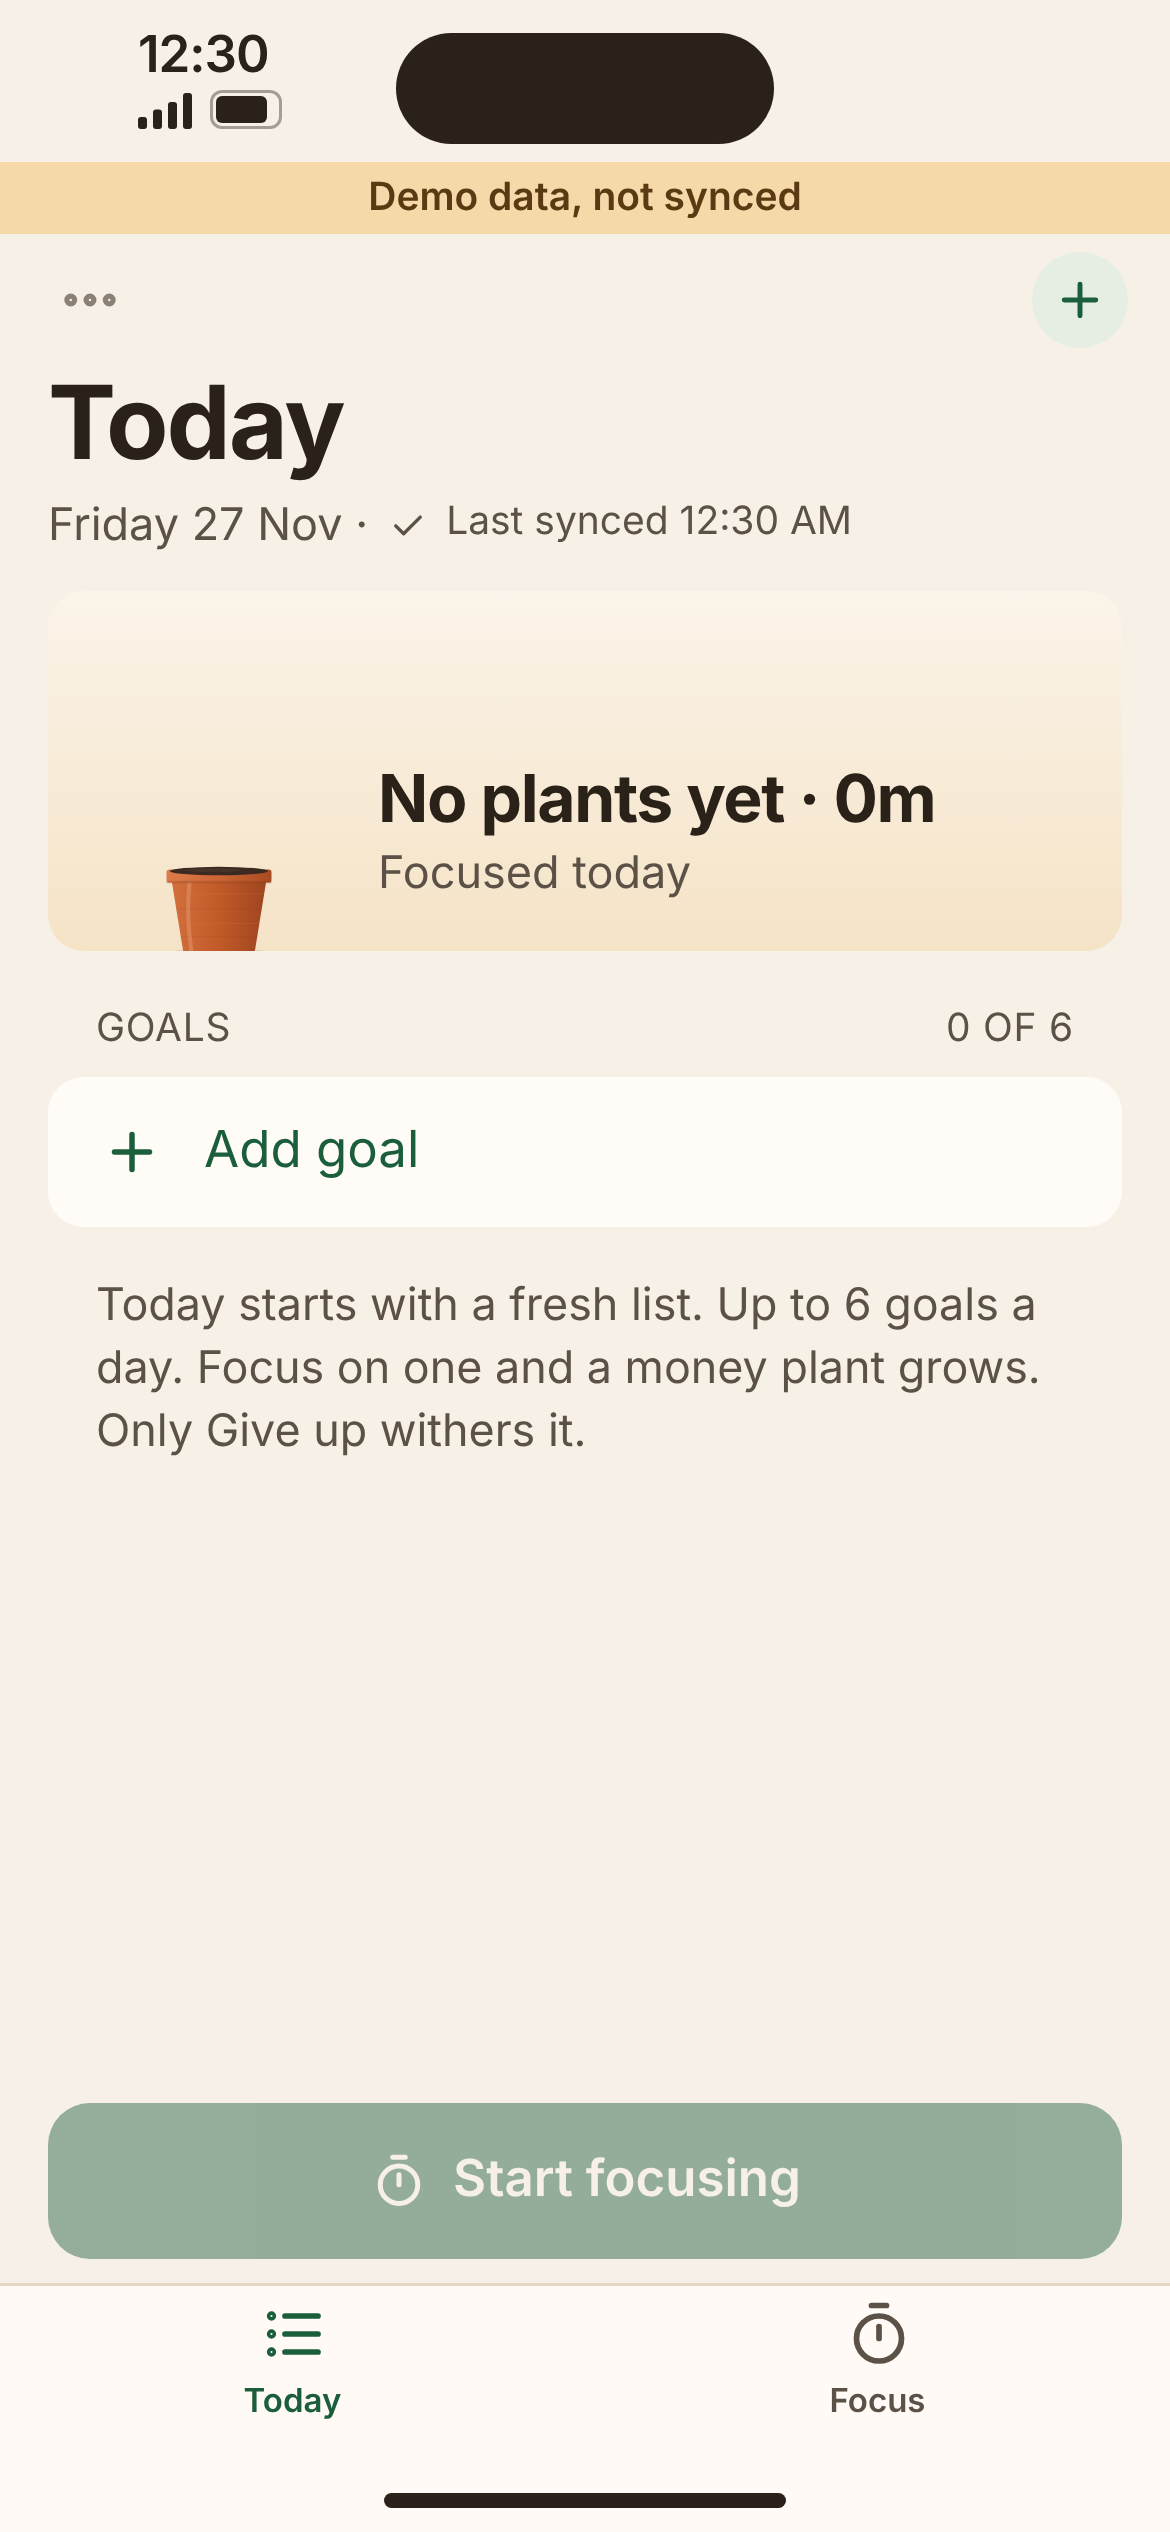 12:30
Demo data, not synced
Today
Friday 27 Nov · Last synced 12:30 AM
No plants yet · 0m
Focused today
GOALS 0 OF 6
Add goal
Today starts with a fresh list. Up to 6 goals a
day. Focus on one and a money plant grows.
Only Give up withers it.
Start focusing
Today Focus